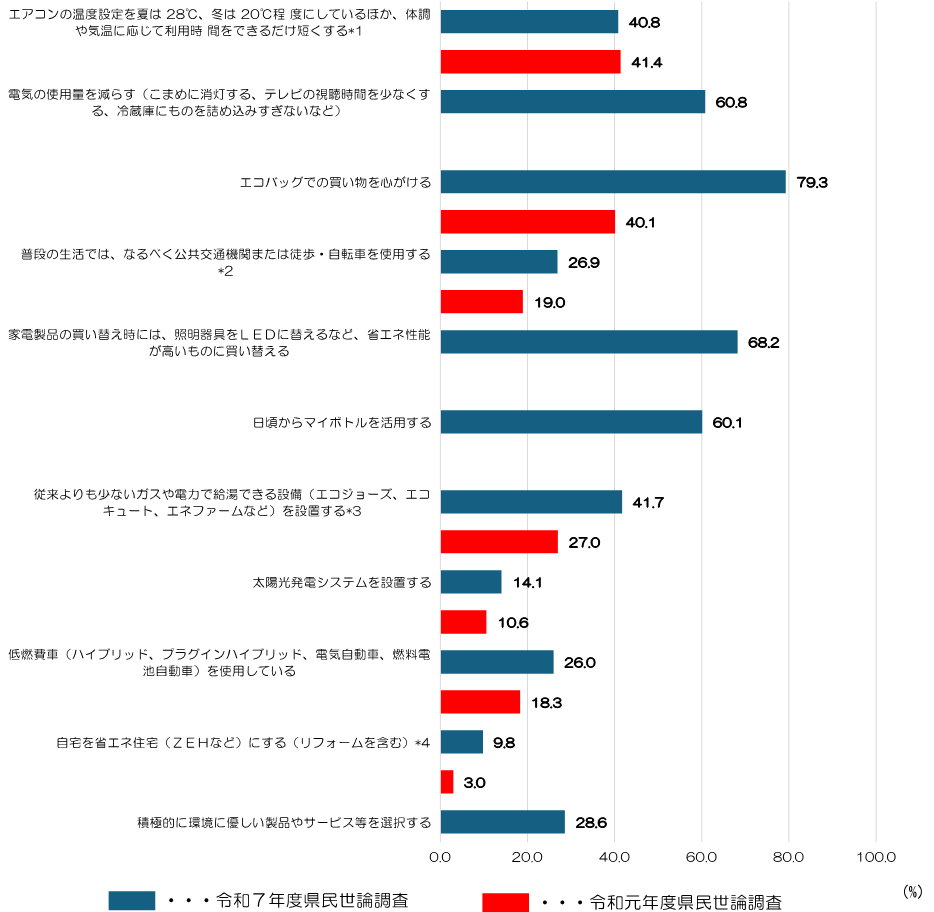 エアコンの温度設定を夏は 28℃、冬は 20℃程 度にしているほか、体調
や気温に応じて利用時 間をできるだけ短くする*1
40.8
41.4
電気の使用量を減らす（こまめに消灯する、テレビの視聴時間を少なくす
る、冷蔵庫にものを詰め込みすぎないなど）
60.8
エコバッグでの買い物を心がける
79.3
40.1
普段の生活では、なるべく公共交通機関または徒歩・自転車を使用する
*2
26.9
19.0
家電製品の買い替え時には、照明器具をＬＥＤに替えるなど、省エネ性能
が高いものに買い替える
68.2
日頃からマイボトルを活用する
60.1
従来よりも少ないガスや電力で給湯できる設備（エコジョーズ、エコ
キュート、エネファームなど）を設置する*3
41.7
27.0
太陽光発電システムを設置する
14.1
10.6
低燃費車（ハイブリッド、プラグインハイブリッド、電気自動車、燃料電
池自動車）を使用している
26.0
18.3
自宅を省エネ住宅（ＺＥＨなど）にする（リフォームを含む）*4
9.8
3.0
積極的に環境に優しい製品やサービス等を選択する
28.6
0.0 20.0 40.0 60.0 80.0 100.0
(%)
・・・令和７年度県民世論調査
・・・令和元年度県民世論調査